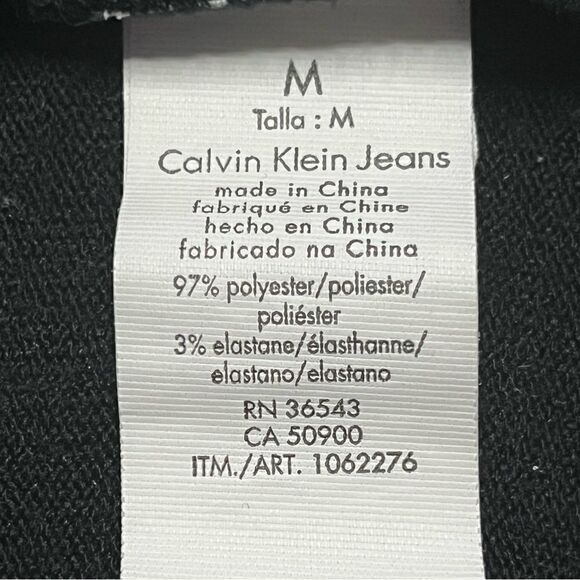 M
Talla : M
Calvin Klein Jeans
made in China
fabriqué en Chine
hecho en China
fabricado na China
97% polyester/poliester/
poliéster
3% elastane/élasthanne/
elastano/elastano
RN 36543
CA 50900
ITM./ART. 1062276